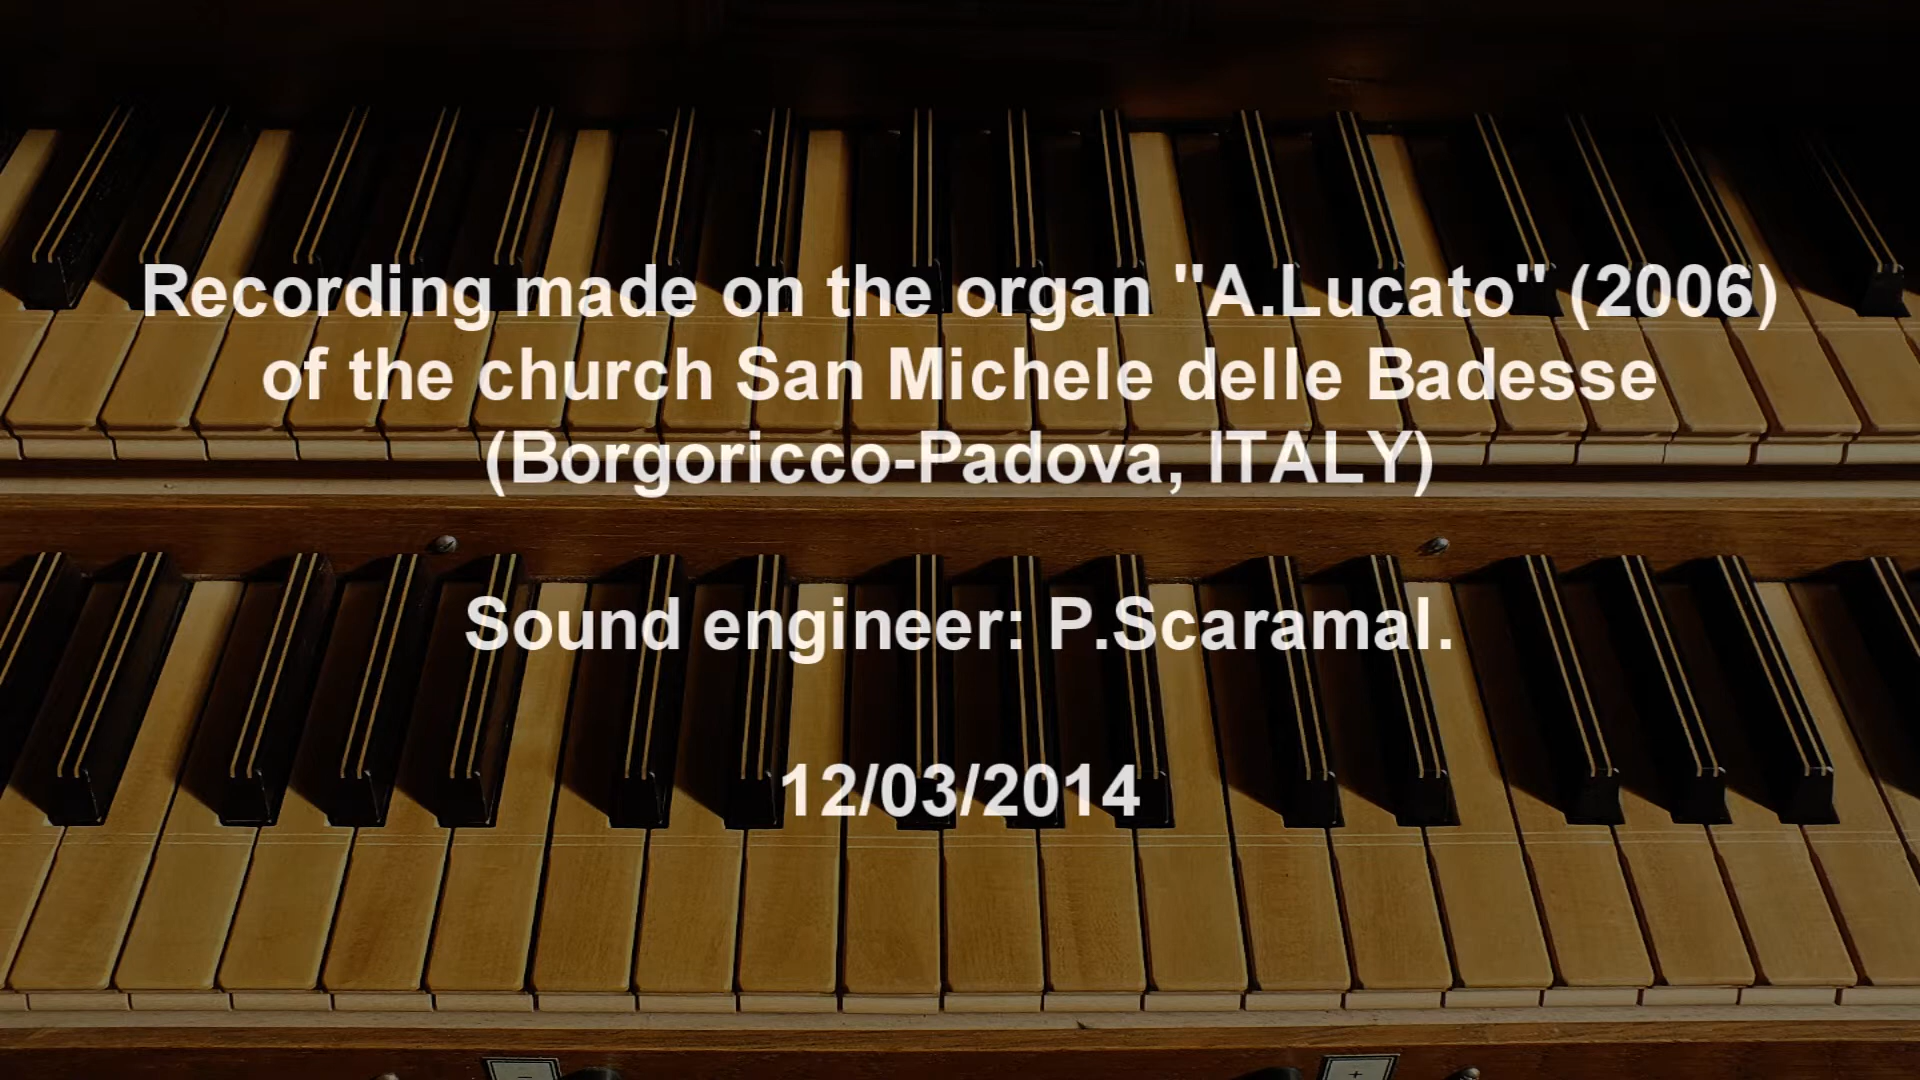 Recording made on the organ "A.Lucato" (2006)
of the church San Michele delle Badesse
(Borgoricco-Padova, ITALY)
Sound engineer: P.Scaramal.
12/03/2014
–
+